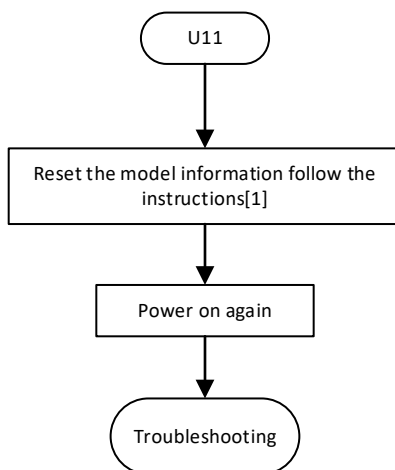 U11
Reset the model information follow the
instructions[1]
Power on again
Troubleshooting